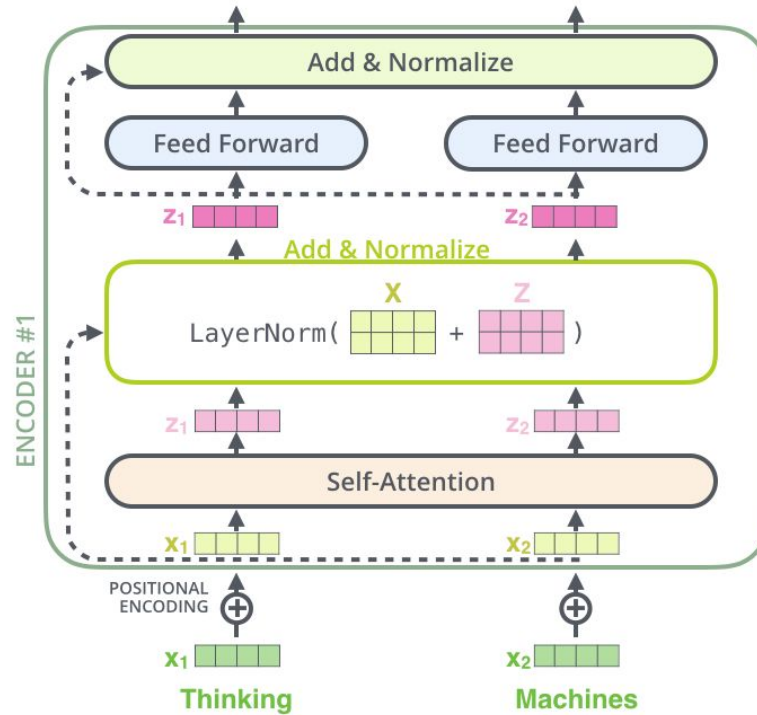 Add & Normalize
Feed Forward Feed Forward
z1 z2
Add & Normalize
X Z
LayerNorm( + )
ENCODER #1
z1 z2
Self-Attention
x1 x2
POSITIONAL
ENCODING
x1 x2
Thinking Machines